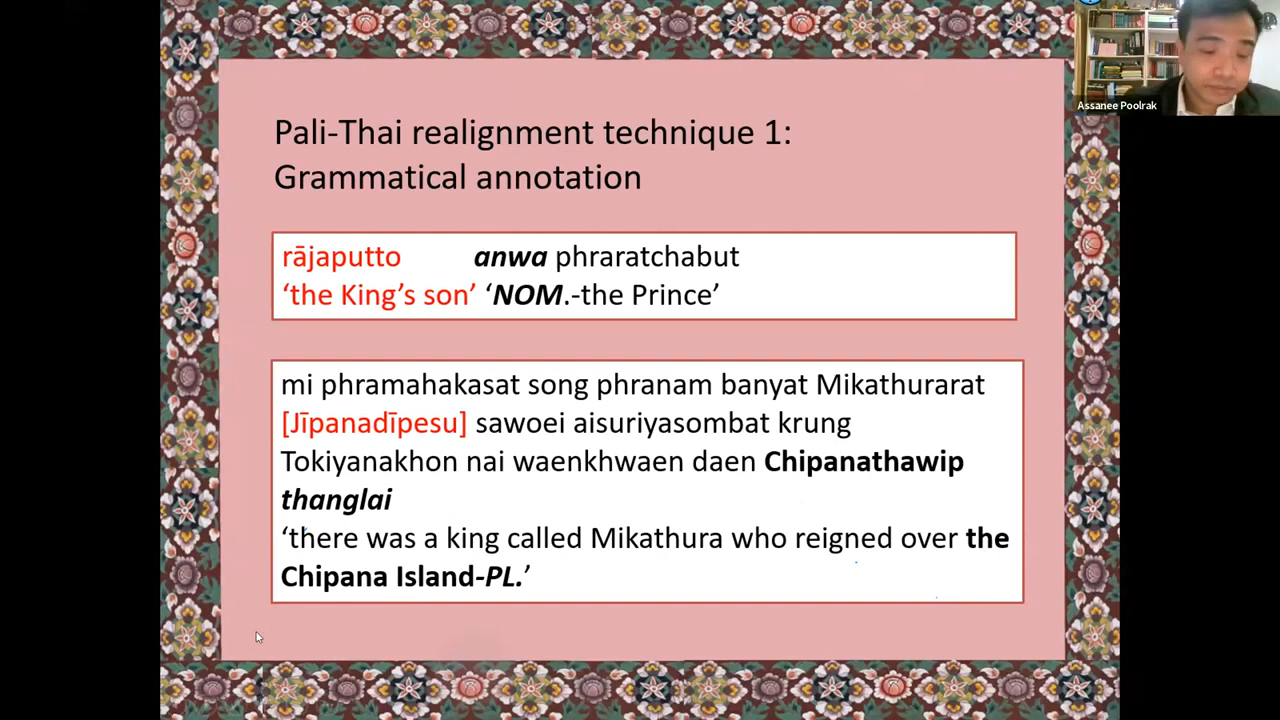 Assanee Poolrak
Pali-Thai realignment technique 1:
Grammatical annotation
rājaputto anwa phraratchabut
‘the King’s son’ ‘NOM.-the Prince’
mi phramahakasat song phranam banyat Mikathurarat
[Jīpanadīpesu] sawoei aisuriyasombat krung
Tokiyanakhon nai waenkhwaen daen Chipanathawip
thanglai
‘there was a king called Mikathura who reigned over the
Chipana Island-PL.’